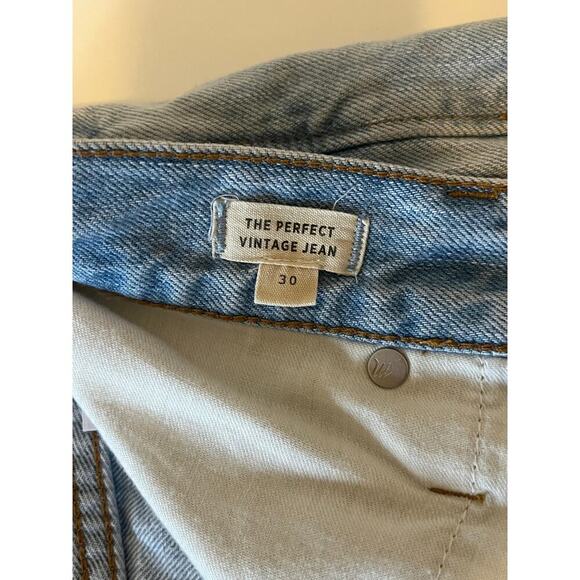 THE PERFECT
VINTAGE JEAN
30